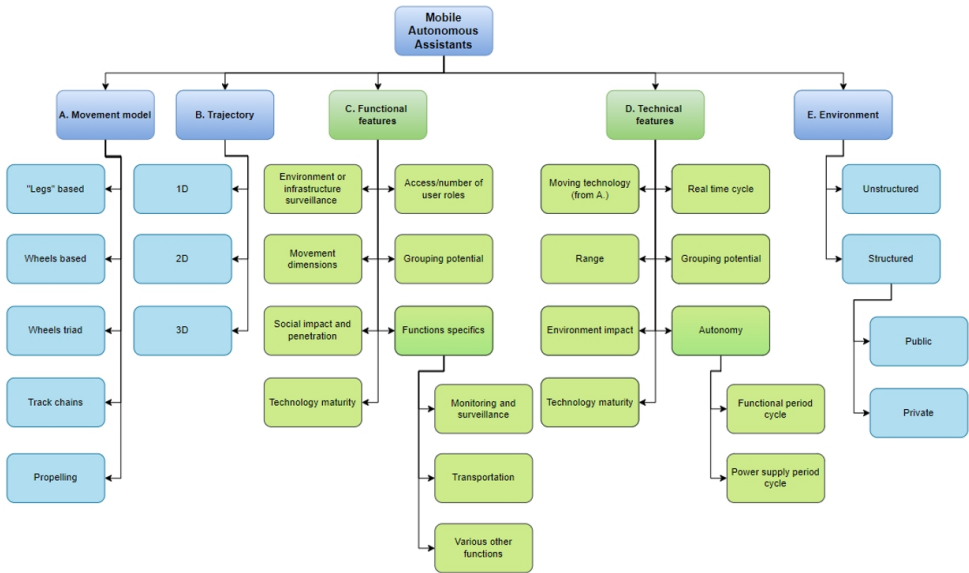 Mobile
Autonomous
Assistants
A. Movement model
B. Trajectory
C. Functional
features
D. Technical
features
E. Environment
"Legs" based
Wheels based
Wheels triad
Track chains
Propelling
1D
2D
3D
Environment or
infrastructure
surveillance
Access/number of
user roles
Movement
dimensions
Grouping potential
Social impact and
penetration
Functions specifics
Technology maturity
Monitoring and
surveillance
Transportation
Various other
functions
Moving technology
(from A.)
Real time cycle
Range
Grouping potential
Environment impact
Autonomy
Technology maturity
Functional period
cycle
Power supply period
cycle
Unstructured
Structured
Public
Private